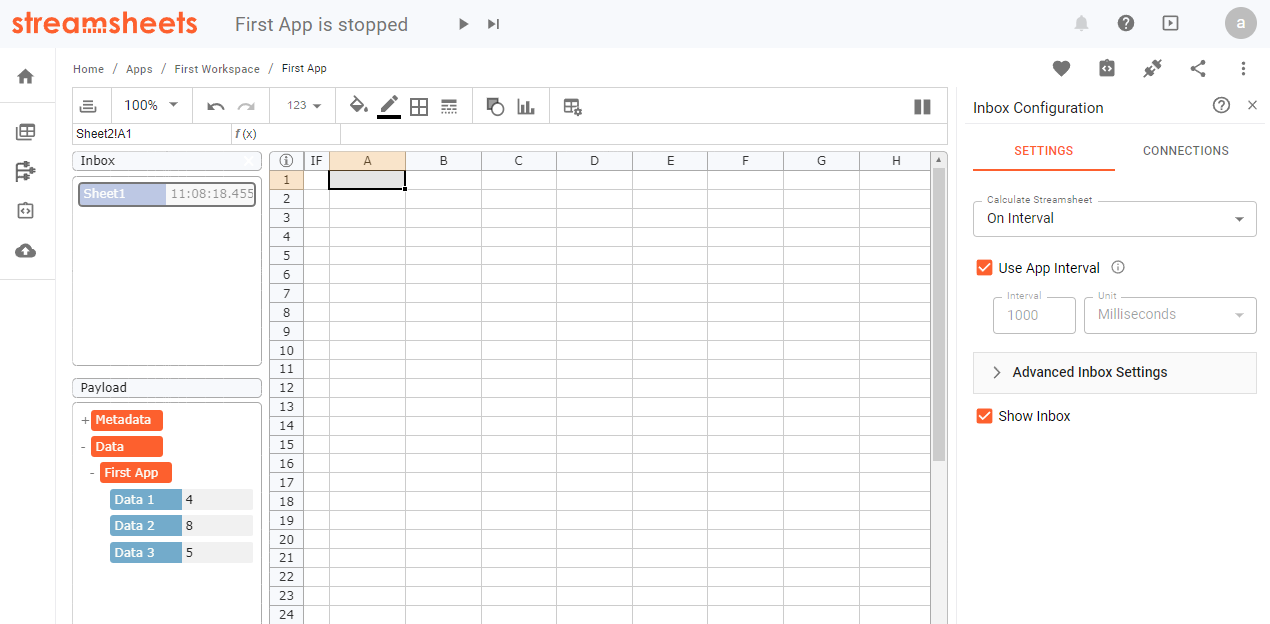 streamsheets First App is stopped a
Home / Apps / First Workspace / First App
100% 123
Sheet2!A1 f (x)
Inbox
Sheet1 11:08:18.455
Payload
+ Metadata
- Data
- First App
Data 1 4
Data 2 8
Data 3 5
IF A B C D E F G H
1
2
3
4
5
6
7
8
9
10
11
12
13
14
15
16
17
18
19
20
21
22
23
24
Inbox Configuration
SETTINGS CONNECTIONS
Calculate Streamsheet
On Interval
Use App Interval
Interval Unit
1000 Milliseconds
Advanced Inbox Settings
Show Inbox